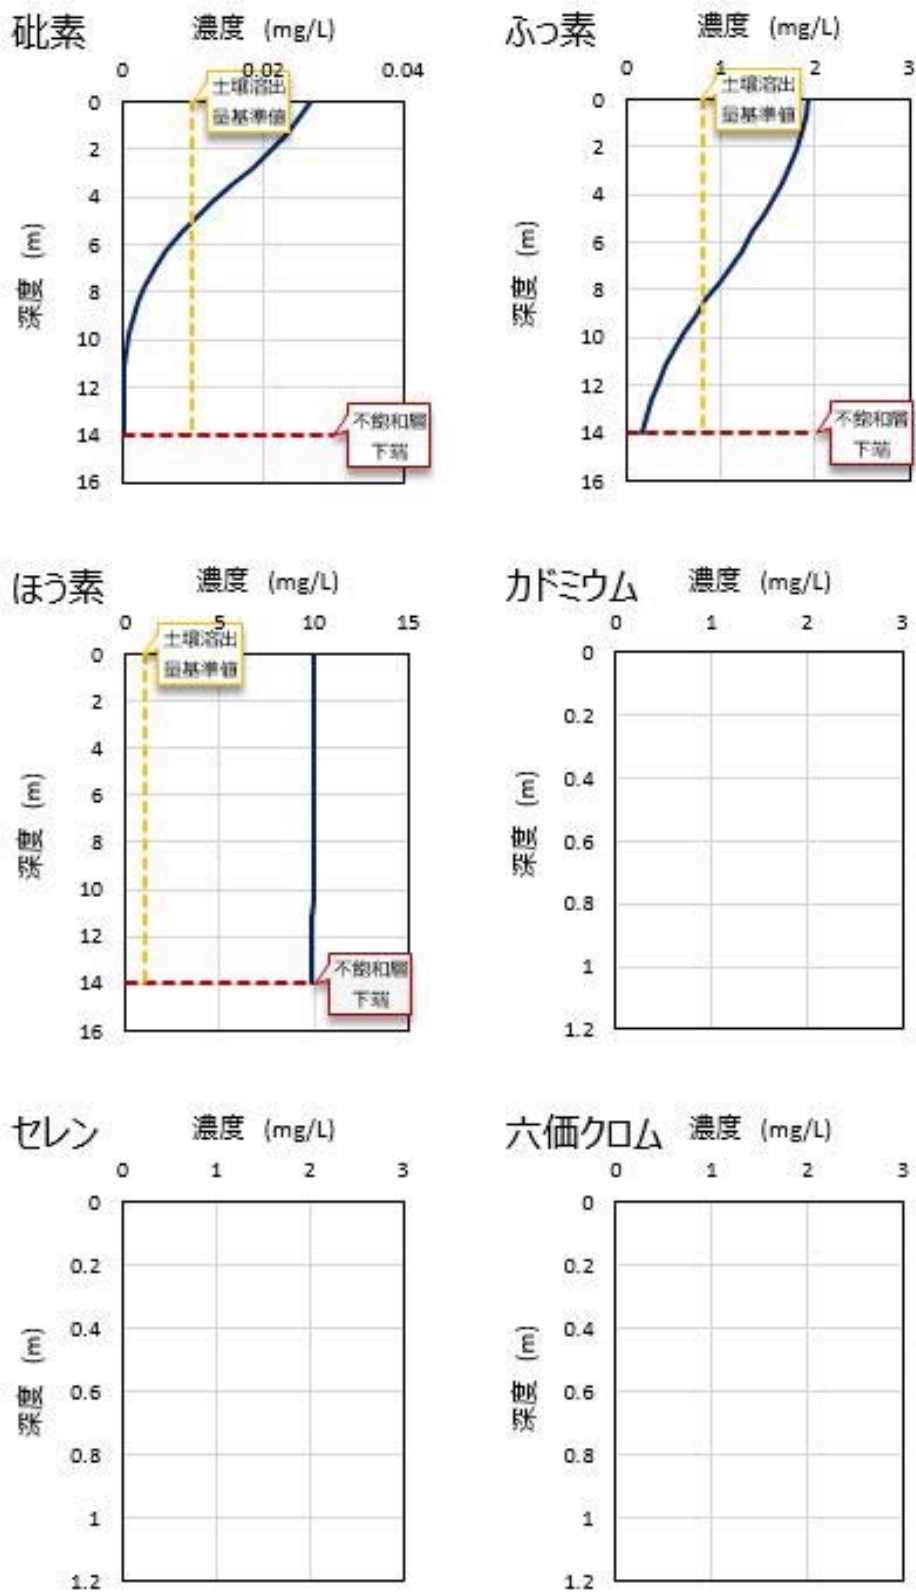 砒素 濃度 (mg/L)
0 0.02 0.04
土壌溶出
量基準値
0
2
4
6
8
10
12
14
16
深度 (m)
不飽和層
下端
ふっ素 濃度 (mg/L)
0 1 2 3
土壌溶出
量基準値
0
2
4
6
8
10
12
14
16
深度 (m)
不飽和層
下端
ほう素 濃度 (mg/L)
0 5 10 15
土壌溶出
量基準値
0
2
4
6
8
10
12
14
16
深度 (m)
不飽和層
下端
カドミウム 濃度 (mg/L)
0 1 2 3
0
0.2
0.4
0.6
0.8
1
1.2
深度 (m)
セレン 濃度 (mg/L)
0 1 2 3
0
0.2
0.4
0.6
0.8
1
1.2
深度 (m)
六価クロム 濃度 (mg/L)
0 1 2 3
0
0.2
0.4
0.6
0.8
1
1.2
深度 (m)